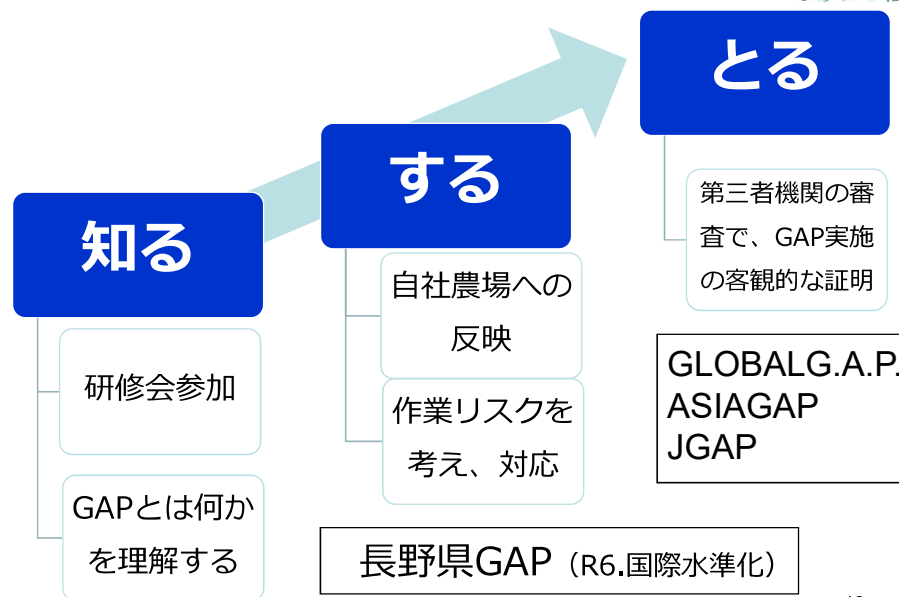 知る
研修会参加
GAPとは何か
を理解する
する
自社農場への
反映
作業リスクを
考え、対応
とる
第三者機関の審
査で、GAP実施
の客観的な証明
GLOBALG.A.P.
ASIAGAP
JGAP
長野県GAP（R6.国際水準化）